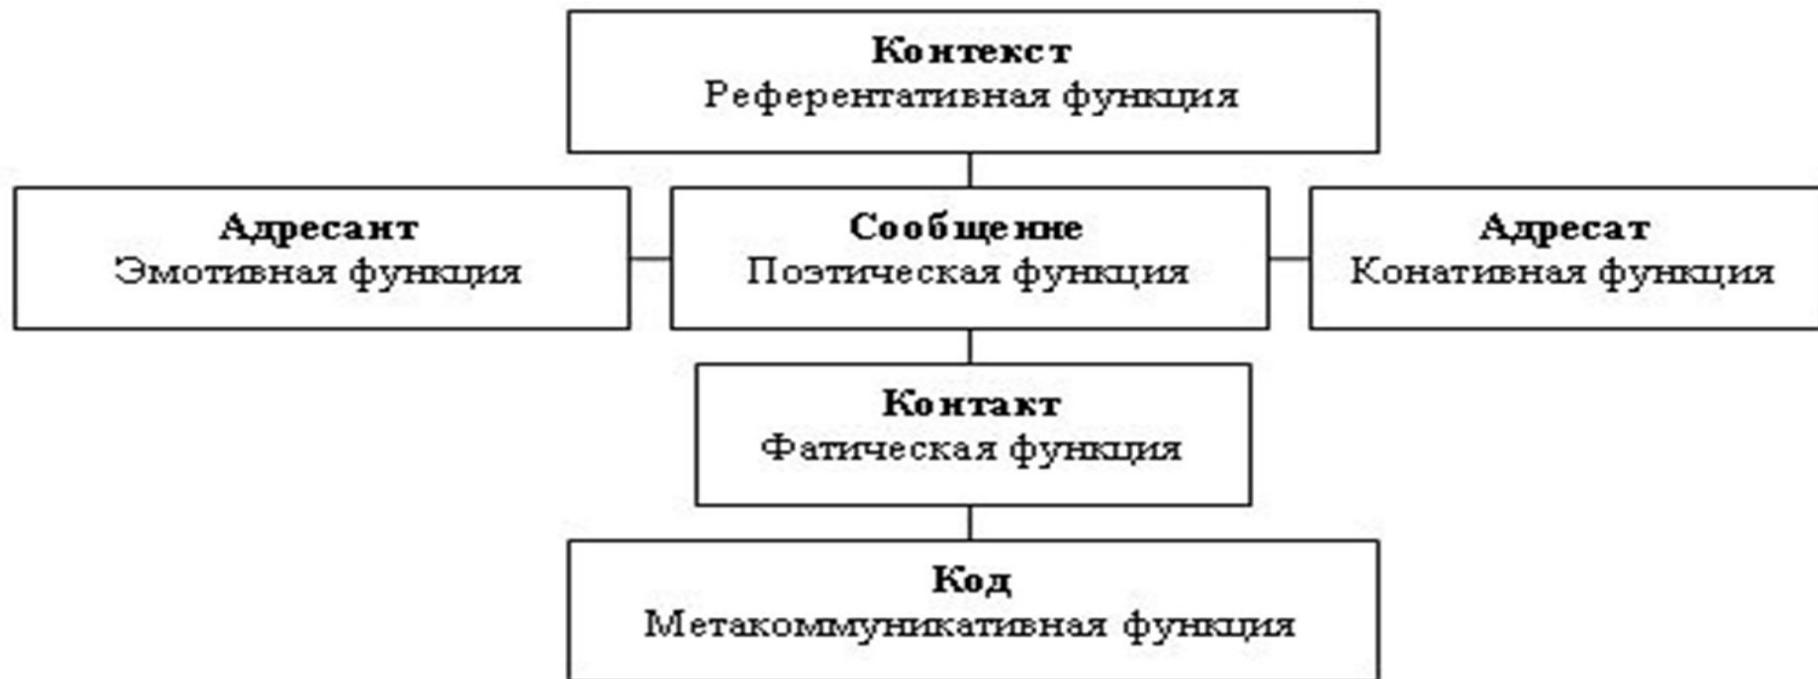 Контекст
Референтативная функция
Адресант
Эмотивная функция
Сообщение
Поэтическая функция
Адресат
Конативная функция
Контакт
Фатическая функция
Код
Метакоммуникативная функция